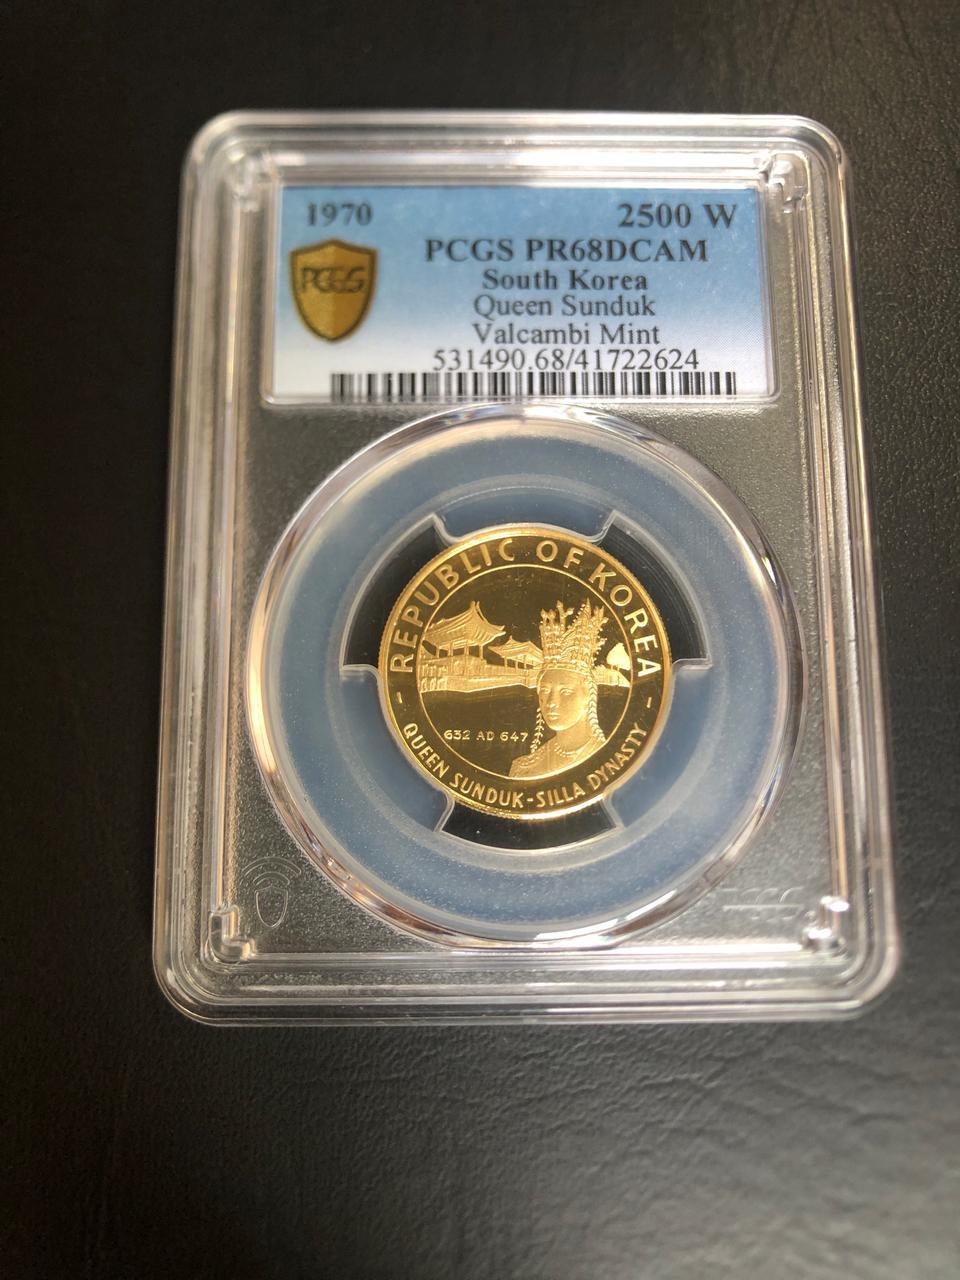 1970 2500 W
PCGS PR68DCAM
PCGS
South Korea
Queen Sunduk
Valcambi Mint
531490.68/41722624
REPUBLIC OF KOREA
632 AD 647
- QUEEN SUNDUK-SILLA DYNASTY -
PCGS